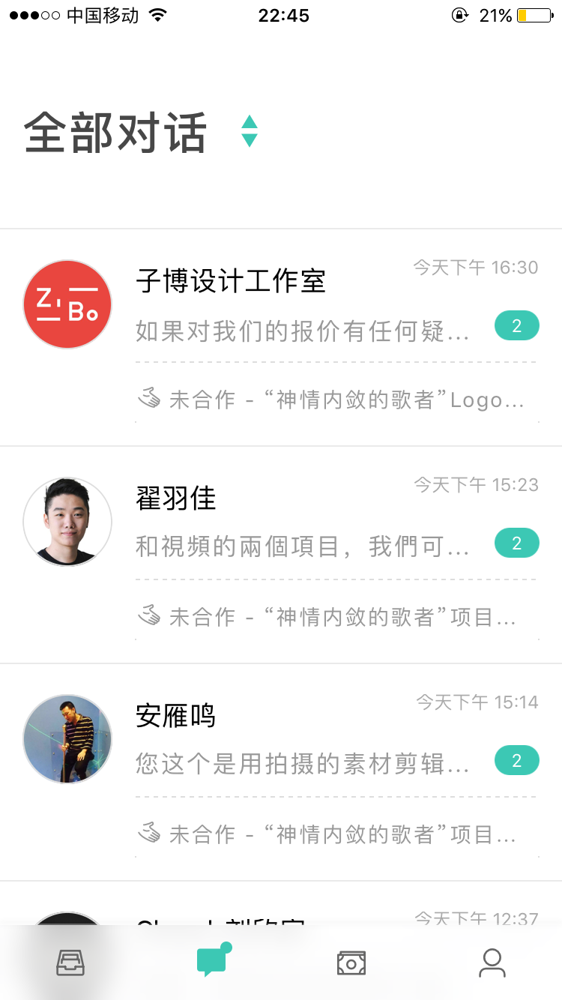 中国移动 22:45 21%
全部对话
子博设计工作室 今天下午 16:30
ZI BO
如果对我们的报价有任何疑... 2
未合作 - “神情内敛的歌者”Logo...
翟羽佳 今天下午 15:23
和視頻的兩個項目，我們可... 2
未合作 - “神情内敛的歌者”项目...
安雁鸣 今天下午 15:14
您这个是用拍摄的素材剪辑... 2
未合作 - “神情内敛的歌者”项目...
今天下午 12:37